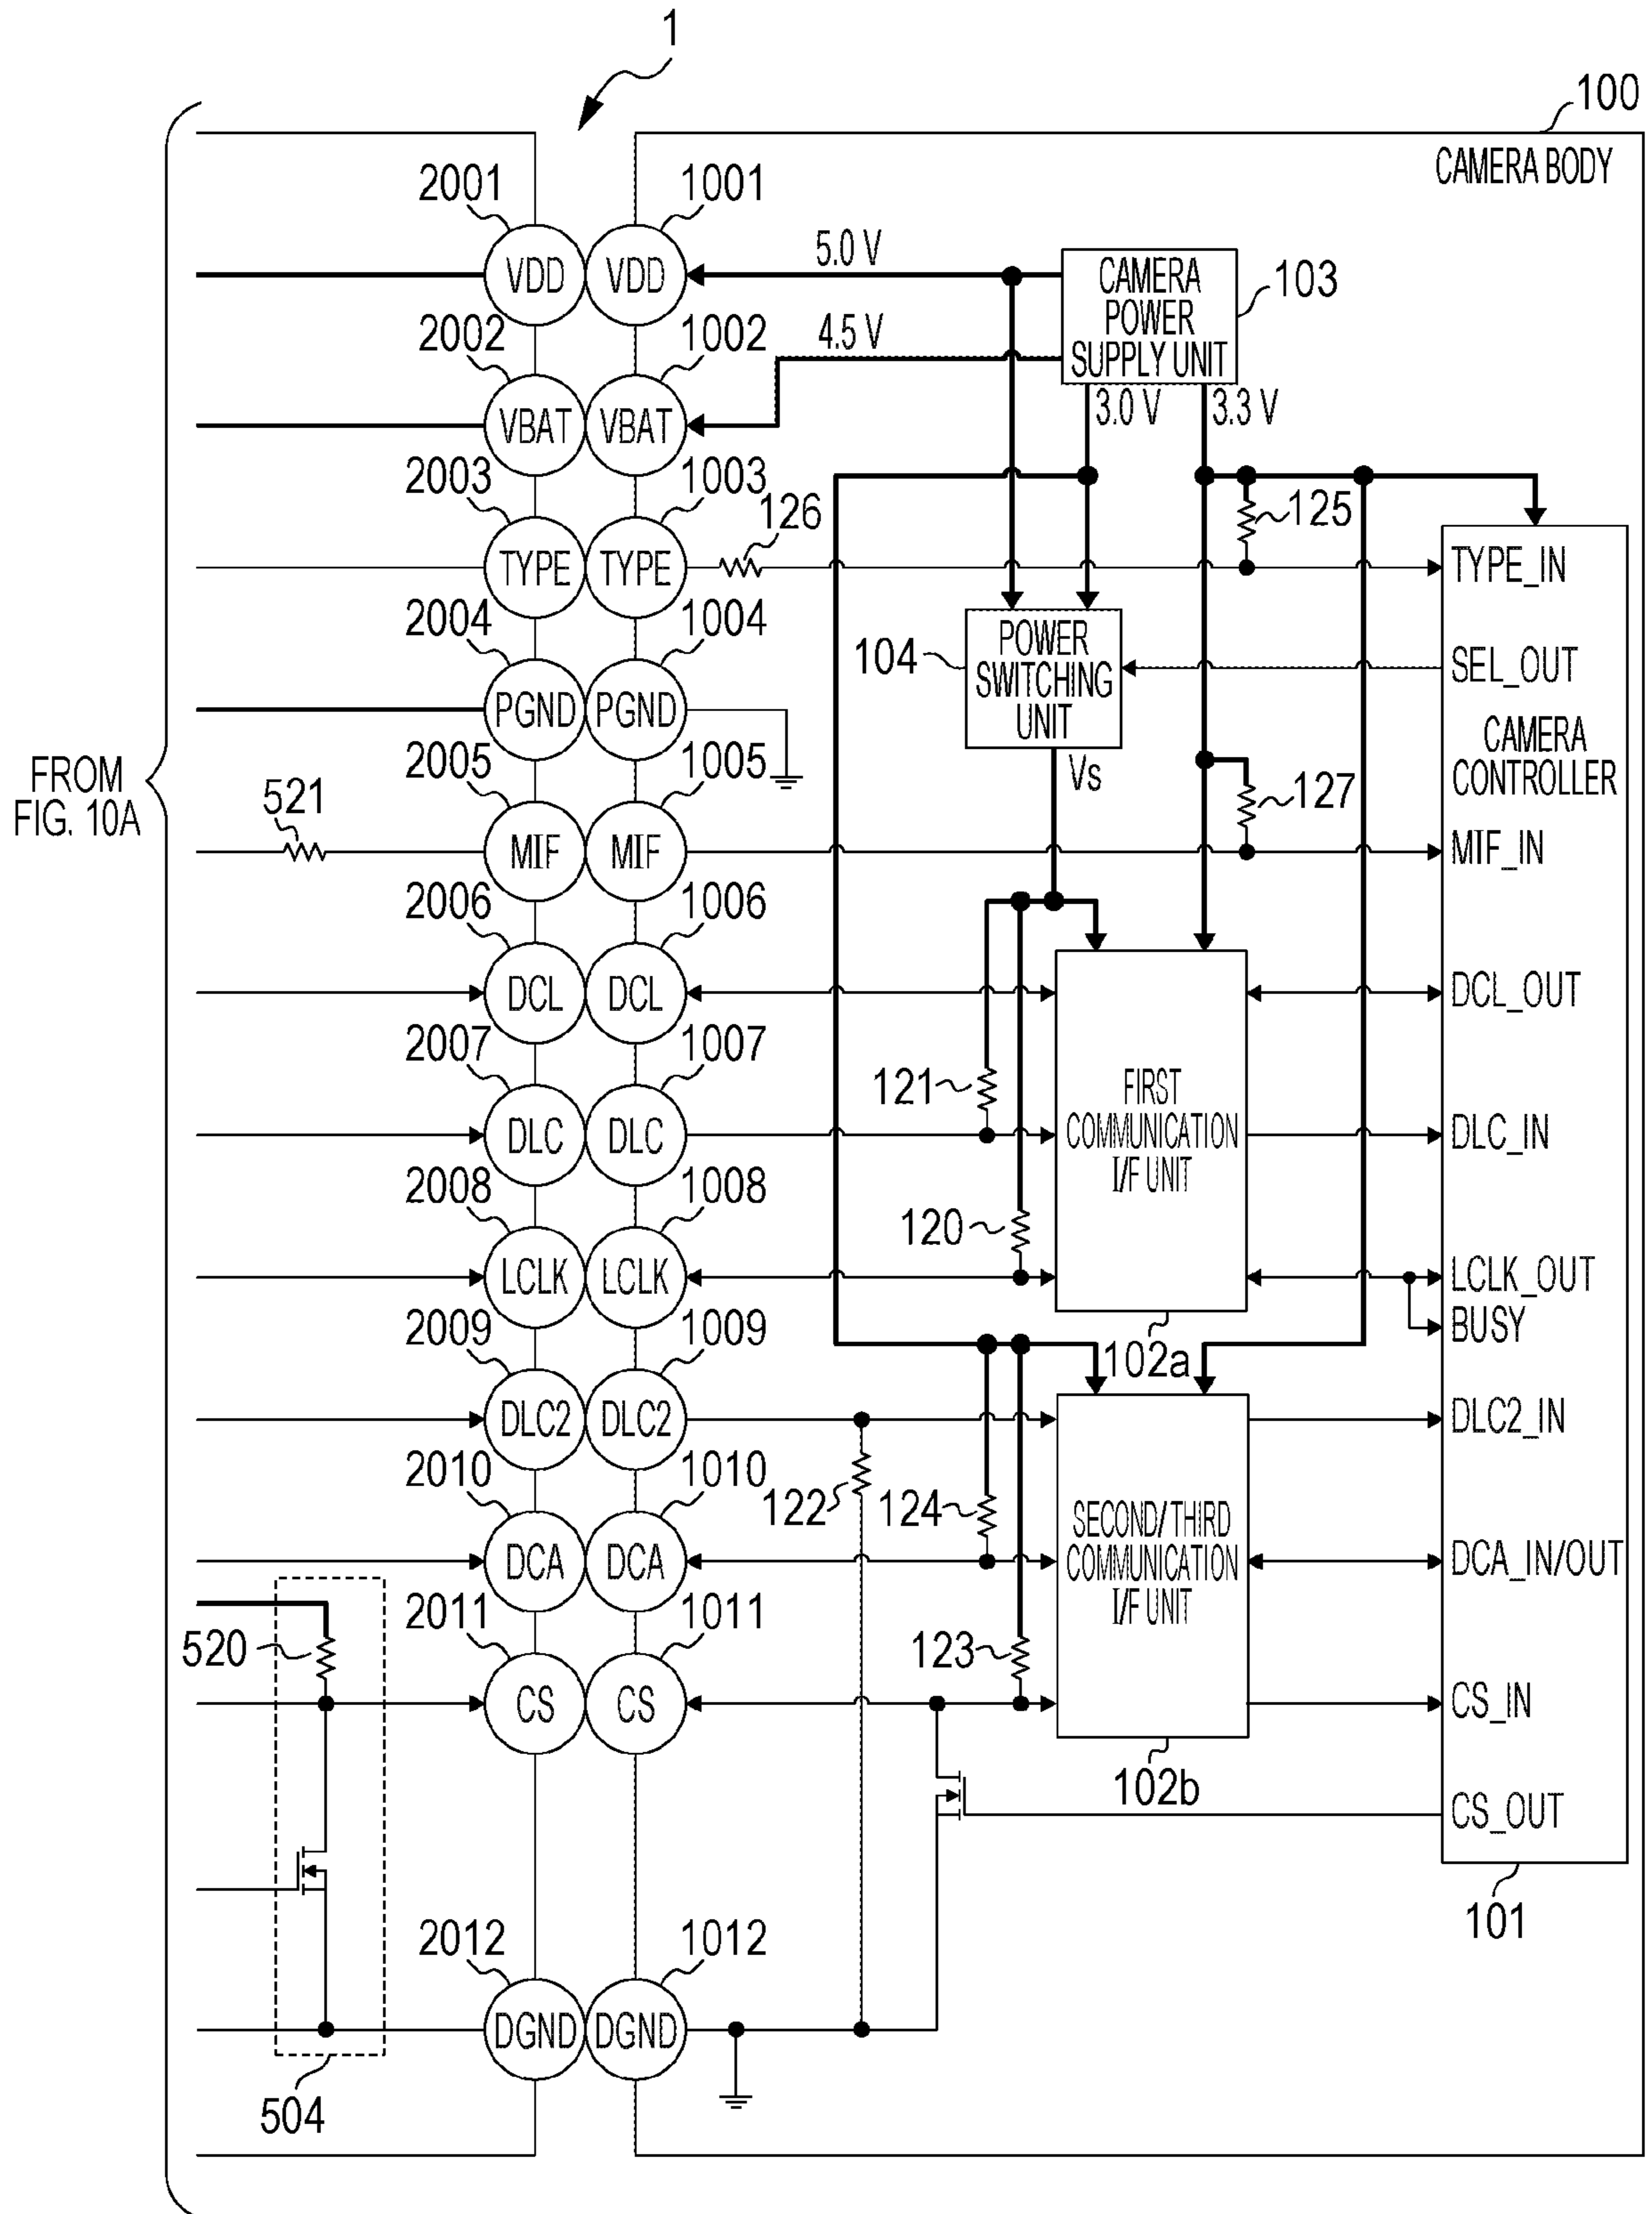 1
100
CAMERA BODY
2001
1001
VDD
VDD
5.0 V
CAMERA
POWER
SUPPLY UNIT
103
2002
1002
4.5 V
VBAT
VBAT
3.0 V
3.3 V
2003
1003
126
125
TYPE
TYPE
TYPE_IN
2004
1004
POWER
SWITCHING
UNIT
104
SEL_OUT
PGND
PGND
CAMERA
CONTROLLER
FROM
FIG. 10A
2005
1005
Vs
127
521
MIF
MIF
MIF_IN
2006
1006
DCL
DCL
DCL_OUT
2007
1007
121
FIRST
COMMUNICATION
I/F UNIT
DLC
DLC
DLC_IN
2008
1008
120
LCLK
LCLK
LCLK_OUT
BUSY
2009
1009
102a
DLC2
DLC2
DLC2_IN
2010
1010
122
124
SECOND/THIRD
COMMUNICATION
I/F UNIT
DCA
DCA
DCA_IN/OUT
2011
1011
520
123
CS
CS
CS_IN
102b
CS_OUT
101
2012
1012
DGND
DGND
504